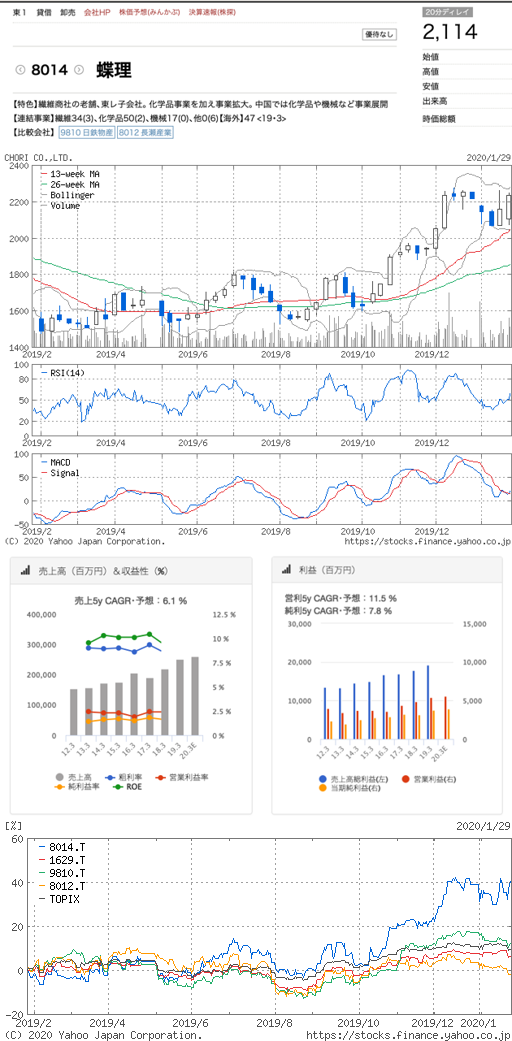 東1 貸借 卸売 会社HP 株価予想(みんかぶ) 決算速報(株探)
20分ディレイ
優待なし
2,114
8014 蝶理
始値
高値
安値
出来高
時価総額
【特色】繊維商社の老舗、東レ子会社。化学品事業を加え事業拡大。中国では化学品や機械など事業展開
【連結事業】繊維34(3)、化学品50(2)、機械17(0)、他0(6)【海外】47 <19・3>
【比較会社】 9810 日鉄物産 8012 長瀬産業
CHORI CO.,LTD. 2020/1/29
2400
13-week MA
26-week MA
Bollinger
Volume
2200
2000
1800
1600
1400
2019/2 2019/4 2019/6 2019/8 2019/10 2019/12
100
RSI(14)
50
0
2019/2 2019/4 2019/6 2019/8 2019/10 2019/12
100
MACD
Signal
50
0
-50
2019/2 2019/4 2019/6 2019/8 2019/10 2019/12
(C) 2020 Yahoo Japan Corporation. https://stocks.finance.yahoo.co.jp
売上高（百万円）＆収益性（%）
売上5y CAGR・予想：6.1 %
400,000 12.5 %
10 %
300,000
7.5 %
200,000
5 %
100,000
2.5 %
0 0 %
12.3 13.3 14.3 15.3 16.3 17.3 18.3 19.3 20.3E
売上高 粗利率 営業利益率
純利益率 ROE
利益（百万円）
営利5y CAGR・予想：11.5 %
純利5y CAGR・予想：7.8 %
30,000 15,000
20,000 10,000
10,000 5,000
0 0
12.3 13.3 14.3 15.3 16.3 17.3 18.3 19.3 20.3E
売上高総利益(左) 営業利益(右)
当期純利益(右)
[%] 2020/1/29
60
8014.T
1629.T
9810.T
8012.T
TOPIX
40
20
0
-20
2019/2 2019/4 2019/6 2019/8 2019/10 2019/12 2020/1
(C) 2020 Yahoo Japan Corporation. https://stocks.finance.yahoo.co.jp